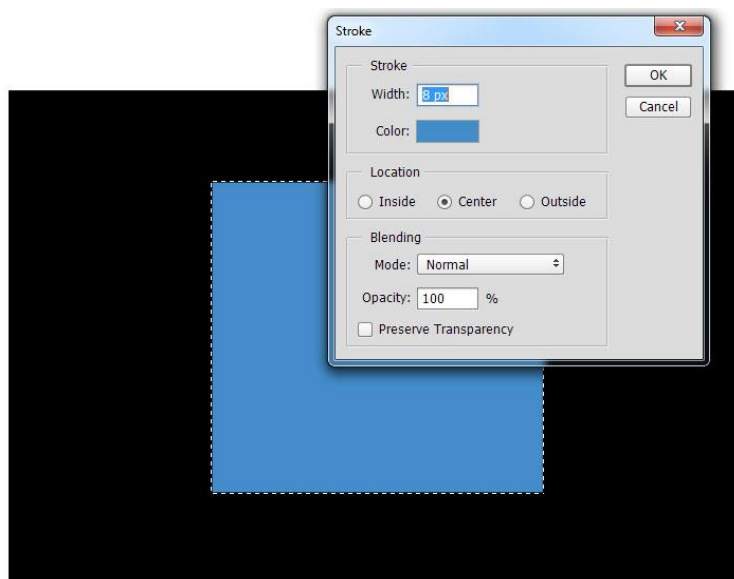 Stroke
Stroke
OK
Width: 8 px
Cancel
Color:
Location
Inside Center Outside
Blending
Mode: Normal
Opacity: 100 %
Preserve Transparency